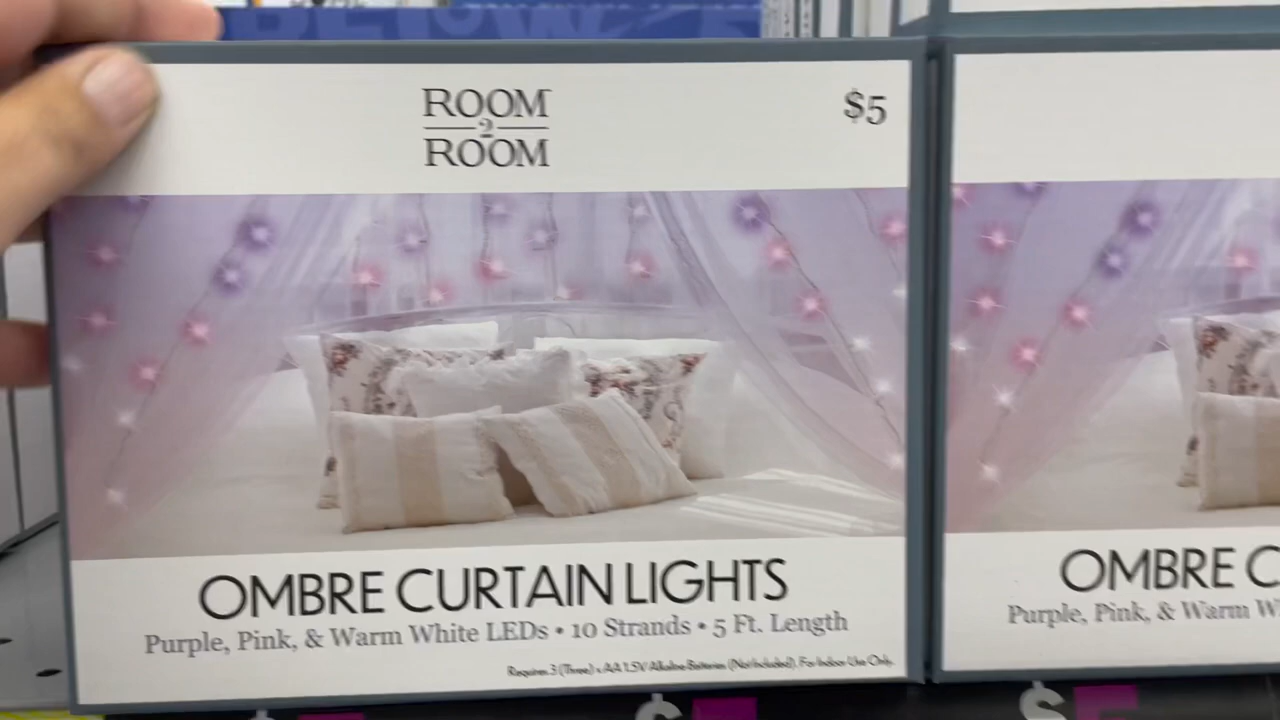 BELOW
ROOM
2
ROOM
$5
OMBRE CURTAIN LIGHTS
Purple, Pink, & Warm White LEDs • 10 Strands • 5 Ft. Length
Requires 3 (Three) x AA 1.5V Alkaline Batteries (Not Included). For Indoor Use Only.
OMBRE C
Purple, Pink, & Warm W
$
$